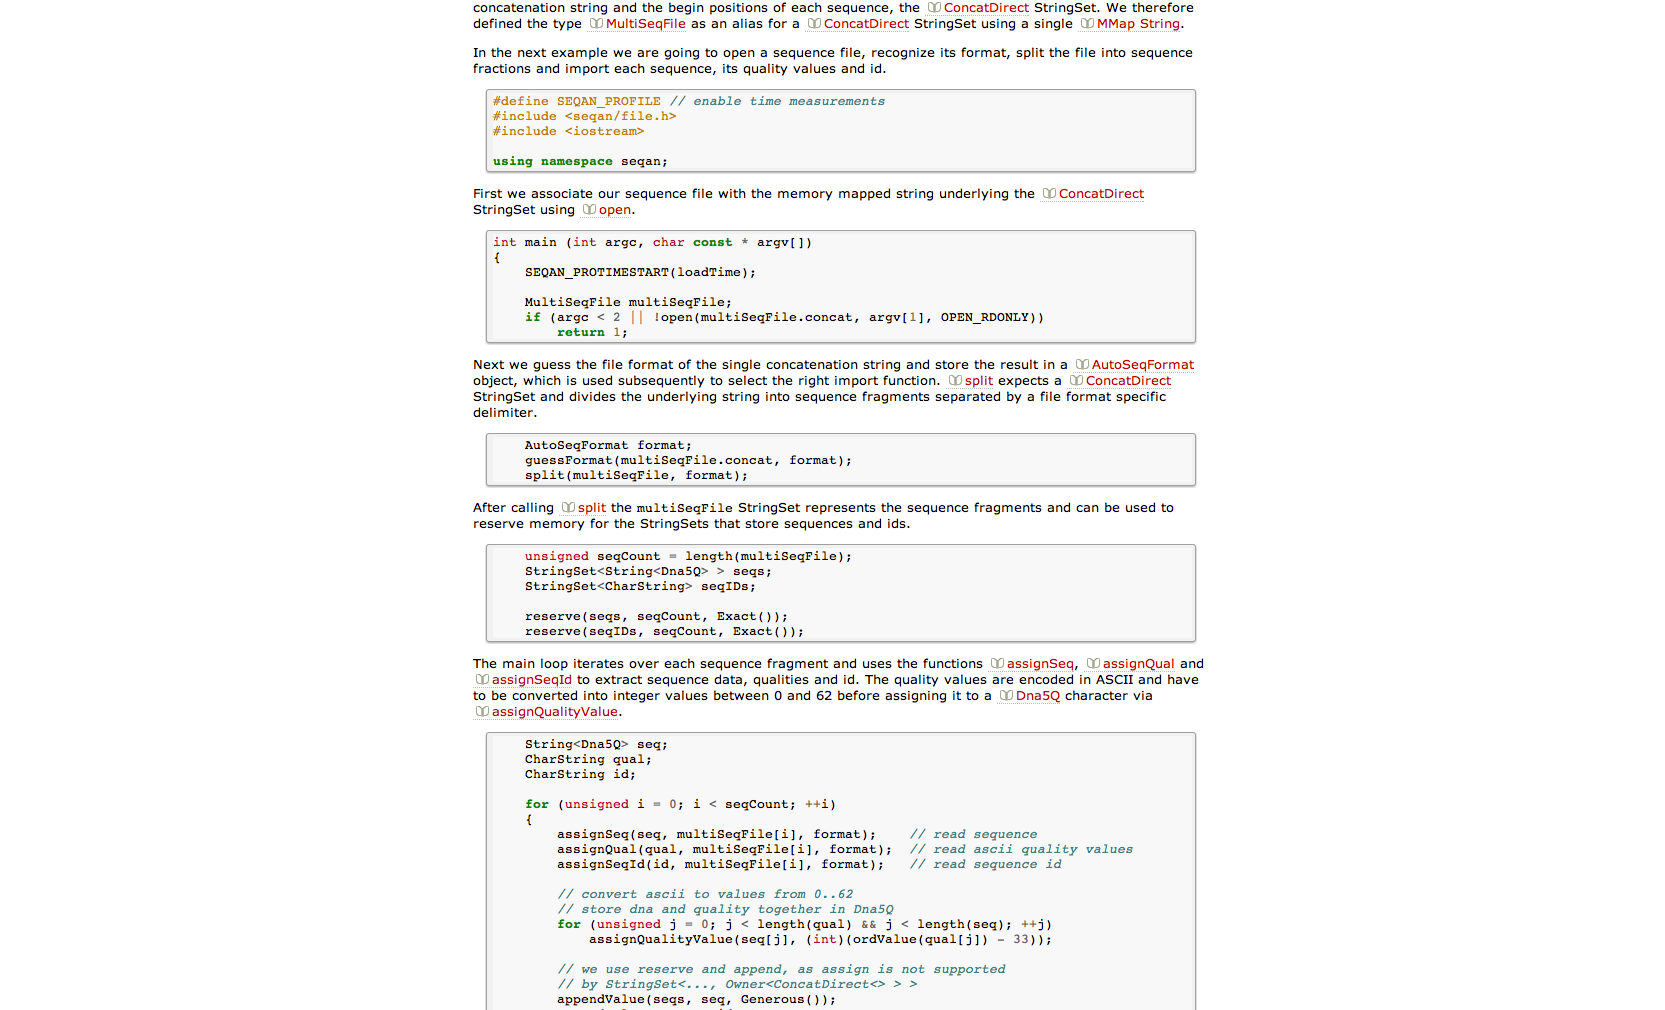 concatenation string and the begin positions of each sequence, the ConcatDirect StringSet. We therefore
defined the type MultiSeqFile as an alias for a ConcatDirect StringSet using a single MMap String.
In the next example we are going to open a sequence file, recognize its format, split the file into sequence
fractions and import each sequence, its quality values and id.
#define SEQAN_PROFILE // enable time measurements
#include <seqan/file.h>
#include <iostream>
using namespace seqan;
First we associate our sequence file with the memory mapped string underlying the ConcatDirect
StringSet using open.
int main (int argc, char const * argv[])
{
    SEQAN_PROTIMESTART(loadTime);
    MultiSeqFile multiSeqFile;
    if (argc < 2 || !open(multiSeqFile.concat, argv[1], OPEN_RDONLY))
        return 1;
Next we guess the file format of the single concatenation string and store the result in a AutoSeqFormat
object, which is used subsequently to select the right import function. split expects a ConcatDirect
StringSet and divides the underlying string into sequence fragments separated by a file format specific
delimiter.
    AutoSeqFormat format;
    guessFormat(multiSeqFile.concat, format);
    split(multiSeqFile, format);
After calling split the multiSeqFile StringSet represents the sequence fragments and can be used to
reserve memory for the StringSets that store sequences and ids.
    unsigned seqCount = length(multiSeqFile);
    StringSet<String<Dna5Q> > seqs;
    StringSet<CharString> seqIDs;
    reserve(seqs, seqCount, Exact());
    reserve(seqIDs, seqCount, Exact());
The main loop iterates over each sequence fragment and uses the functions assignSeq, assignQual and
assignSeqId to extract sequence data, qualities and id. The quality values are encoded in ASCII and have
to be converted into integer values between 0 and 62 before assigning it to a Dna5Q character via
assignQualityValue.
    String<Dna5Q> seq;
    CharString qual;
    CharString id;
    for (unsigned i = 0; i < seqCount; ++i)
    {
        assignSeq(seq, multiSeqFile[i], format);    // read sequence
        assignQual(qual, multiSeqFile[i], format);  // read ascii quality values
        assignSeqId(id, multiSeqFile[i], format);   // read sequence id
        // convert ascii to values from 0..62
        // store dna and quality together in Dna5Q
        for (unsigned j = 0; j < length(qual) && j < length(seq); ++j)
            assignQualityValue(seq[j], (int)(ordValue(qual[j]) - 33));
        // we use reserve and append, as assign is not supported
        // by StringSet<..., Owner<ConcatDirect<> > >
        appendValue(seqs, seq, Generous());